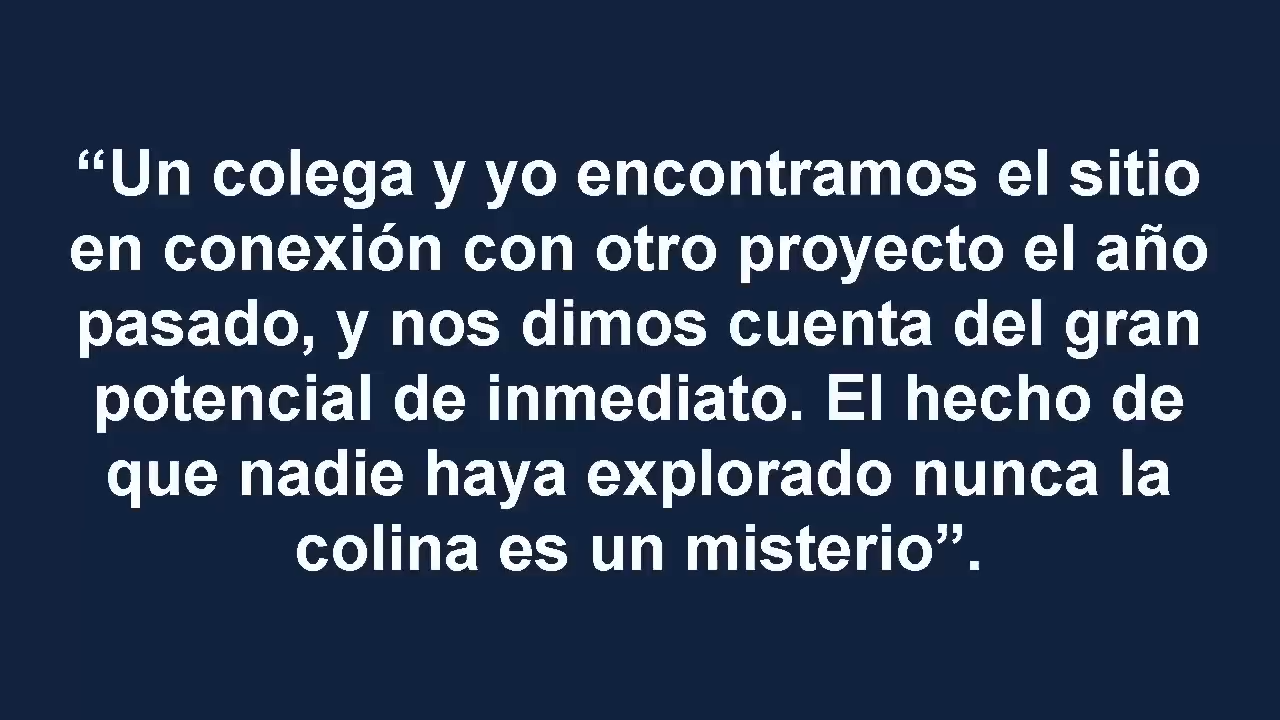 “Un colega y yo encontramos el sitio
en conexión con otro proyecto el año
pasado, y nos dimos cuenta del gran
potencial de inmediato. El hecho de
que nadie haya explorado nunca la
colina es un misterio”.